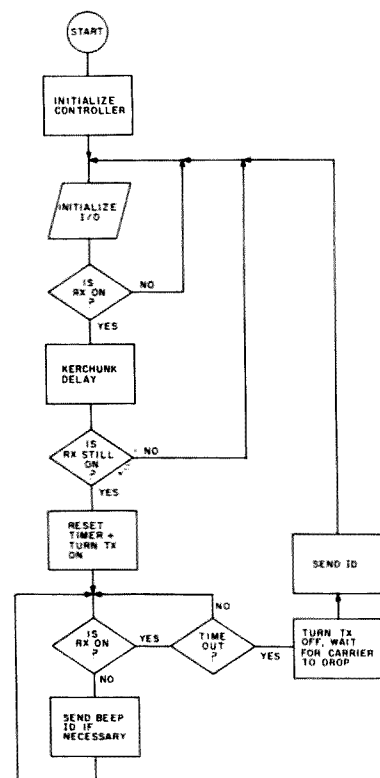 START
INITIALIZE
CONTROLLER
INITIALIZE
I/O
IS
RX ON
?
NO
YES
KERCHUNK
DELAY
IS
RX STILL
ON
?
NO
YES
RESET
TIMER +
TURN TX
ON
SEND ID
NO
IS
RX ON
?
YES
TIME
OUT
?
YES
TURN TX
OFF, WAIT
FOR CARRIER
TO DROP
NO
SEND BEEP
ID IF
NECESSARY